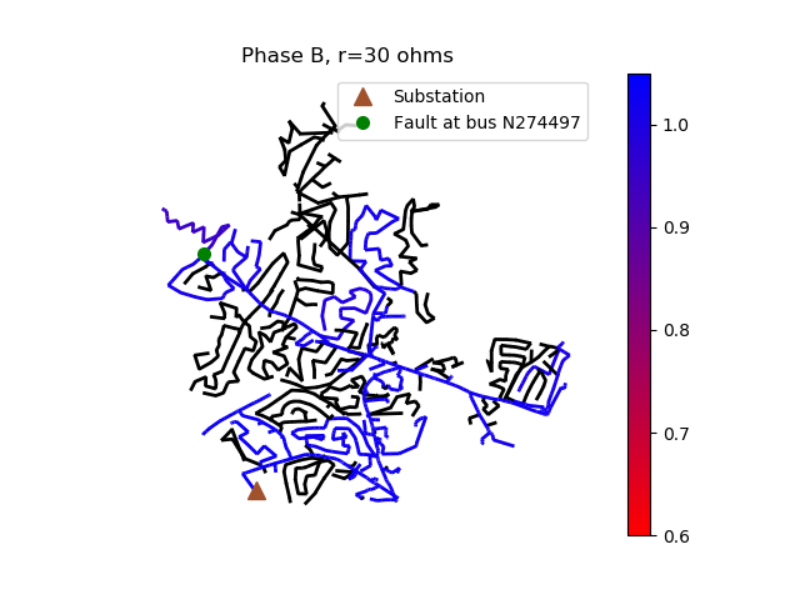 Phase B, r=30 ohms
Substation
Fault at bus N274497
1.0
0.9
0.8
0.7
0.6